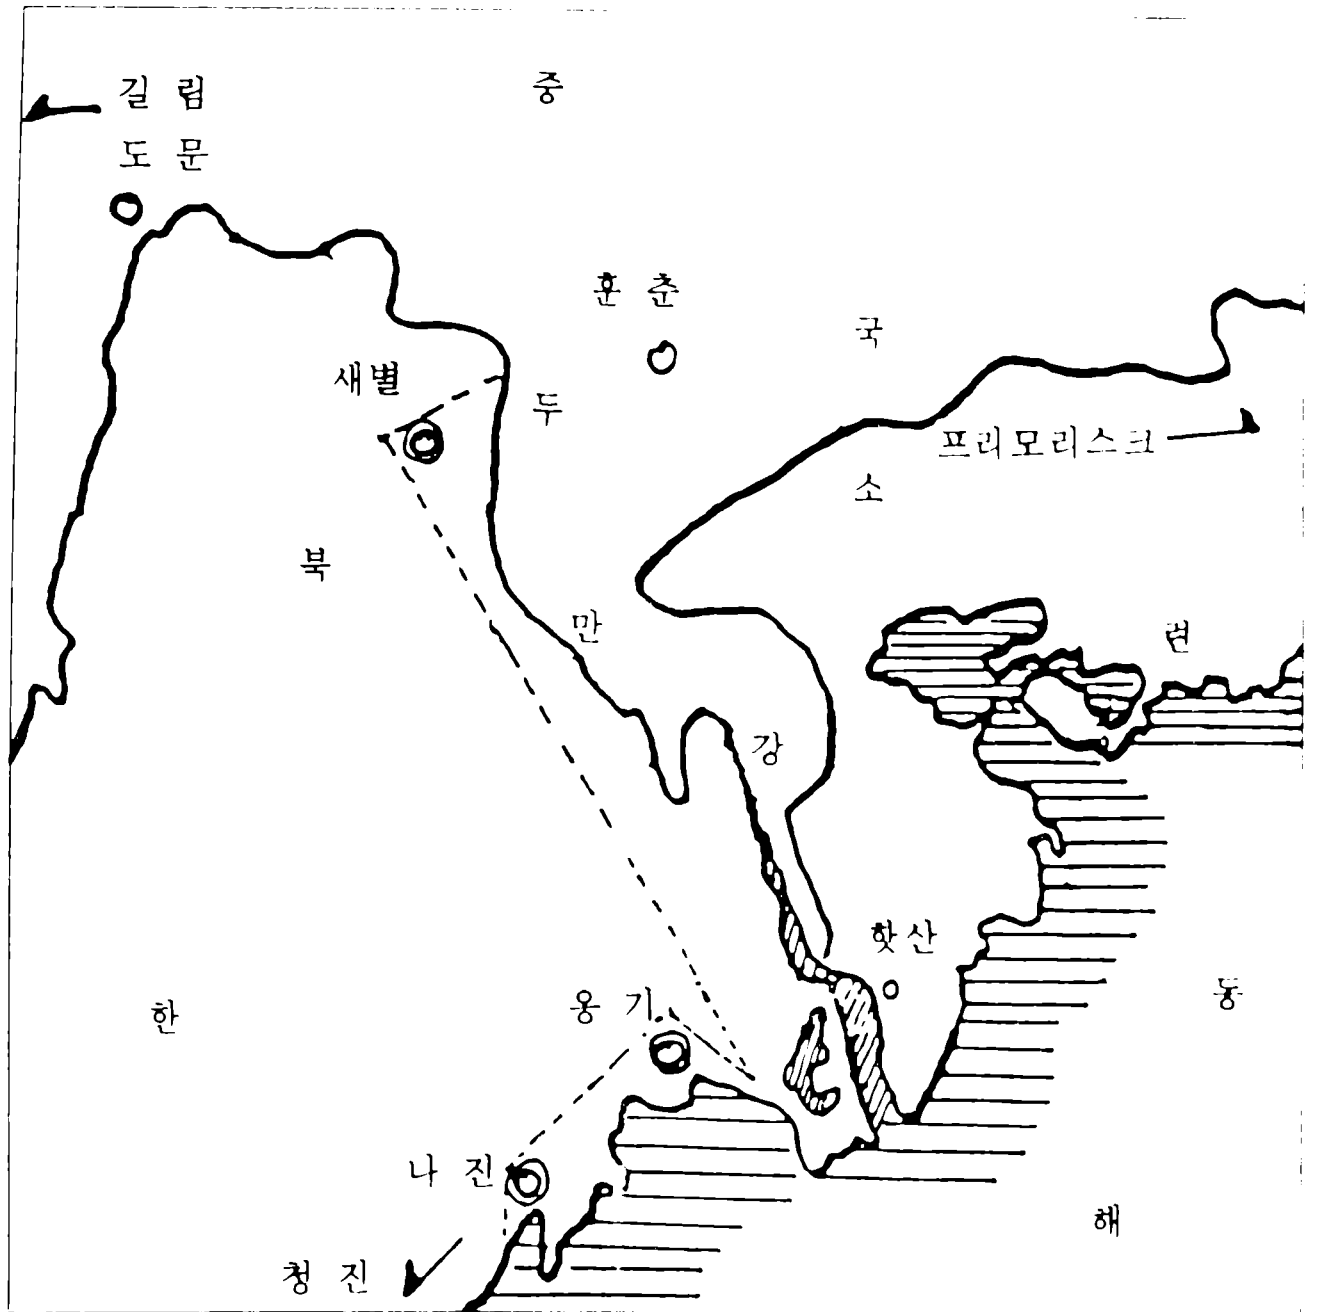 길 림
중
도 문
훈 춘
국
새별
두
프리모리스크
소
북
만
련
강
핫산
옹 기
한
동
나 진
해
청 진